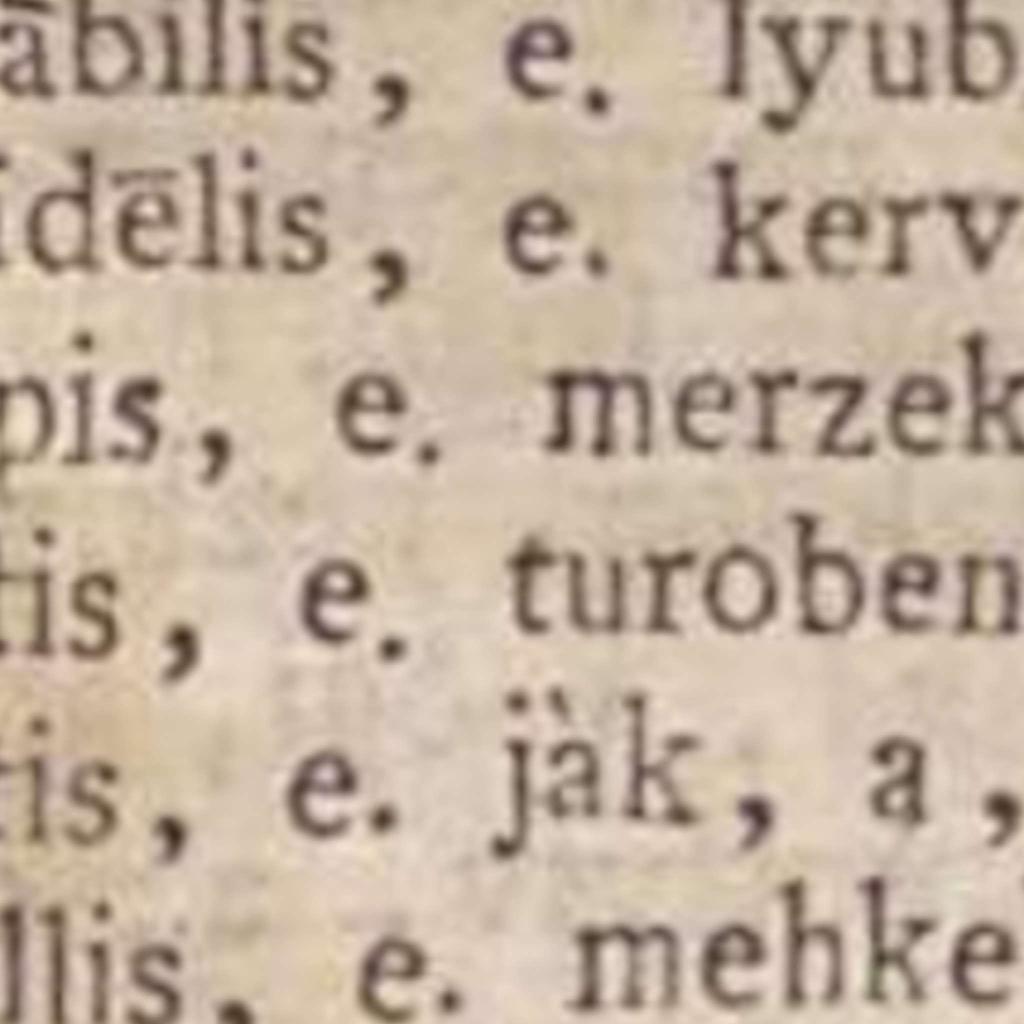 ābilis, e. lyub
idēlis, e. kerv
pis, e. merzek
tis, e. turoben
tis, e. jàk, a,
llis, e. mehke